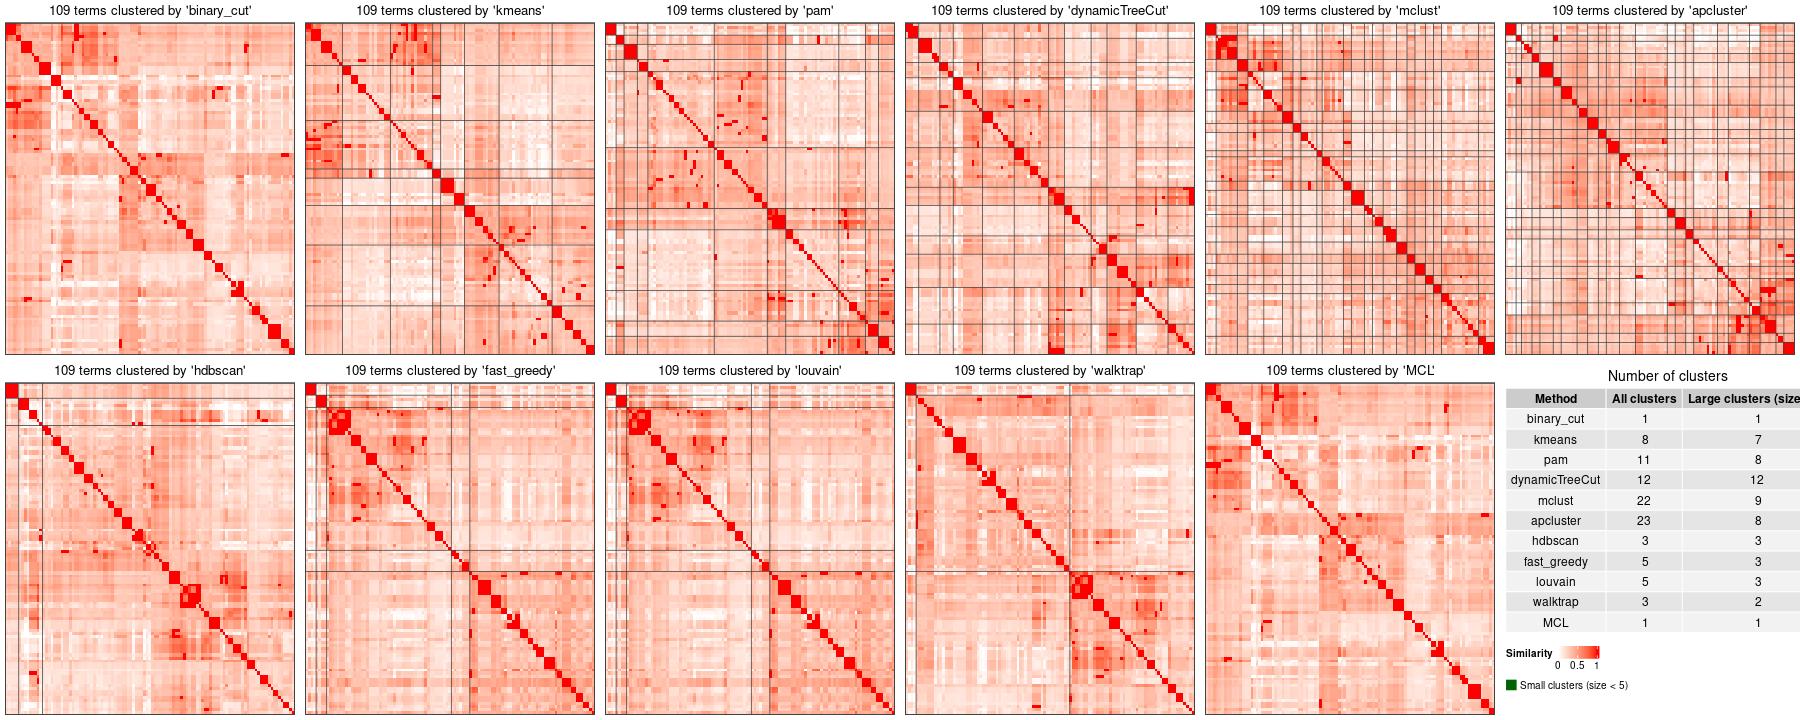 109 terms clustered by 'binary_cut'
109 terms clustered by 'kmeans'
109 terms clustered by 'pam'
109 terms clustered by 'dynamicTreeCut'
109 terms clustered by 'mclust'
109 terms clustered by 'apcluster'
109 terms clustered by 'hdbscan'
109 terms clustered by 'fast_greedy'
109 terms clustered by 'louvain'
109 terms clustered by 'walktrap'
109 terms clustered by 'MCL'
Number of clusters
Method All clusters Large clusters (size
binary_cut 1 1
kmeans 8 7
pam 11 8
dynamicTreeCut 12 12
mclust 22 9
apcluster 23 8
hdbscan 3 3
fast_greedy 5 3
louvain 5 3
walktrap 3 2
MCL 1 1
Similarity
0 0.5 1
Small clusters (size < 5)